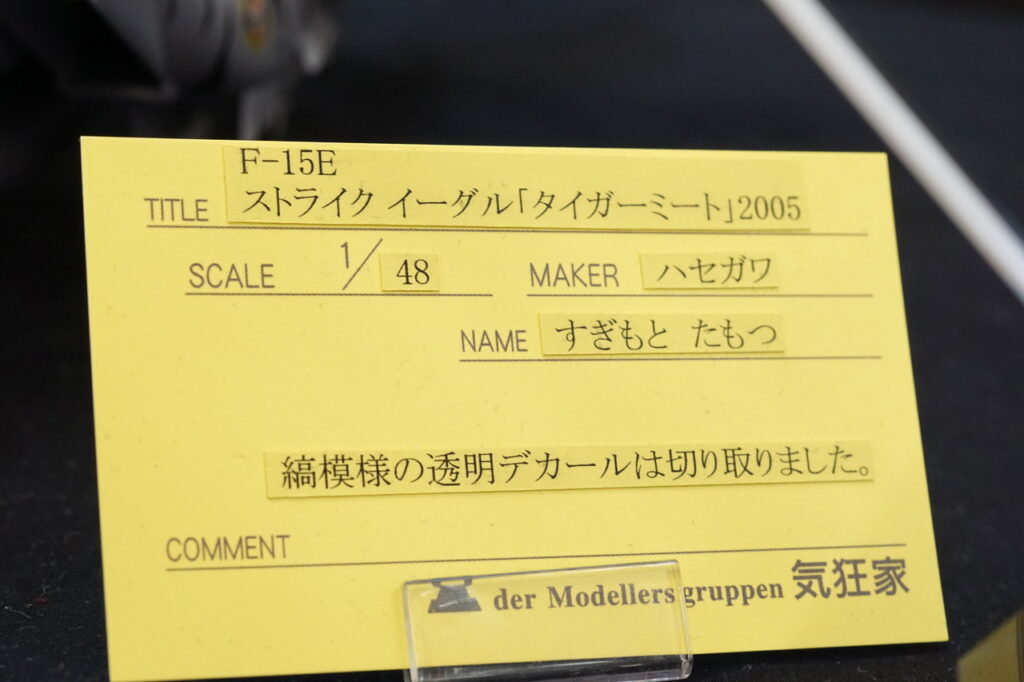 F-15E
TITLE ストライク イーダル「タイガーミート」2005
SCALE 1/48 MAKER ハセガワ
NAME すぎもと たもつ
縞模様の透明デカールは切り取りました。
COMMENT
der Modellers gruppen 気狂家